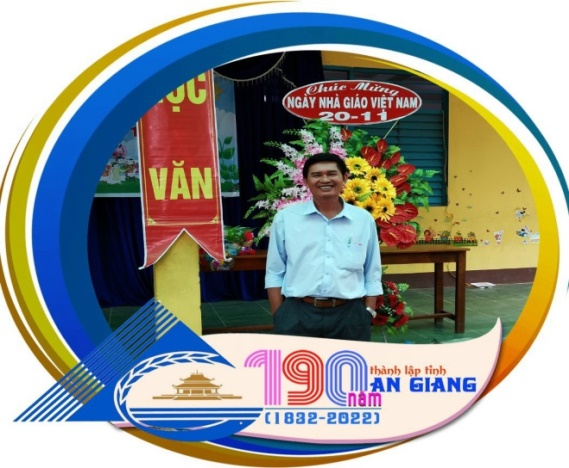 ỌC
VĂN
Chúc Mừng
NGÀY NHÀ GIÁO VIỆT NAM
20-11
190 năm
thành lập tỉnh
AN GIANG
(1832-2022)